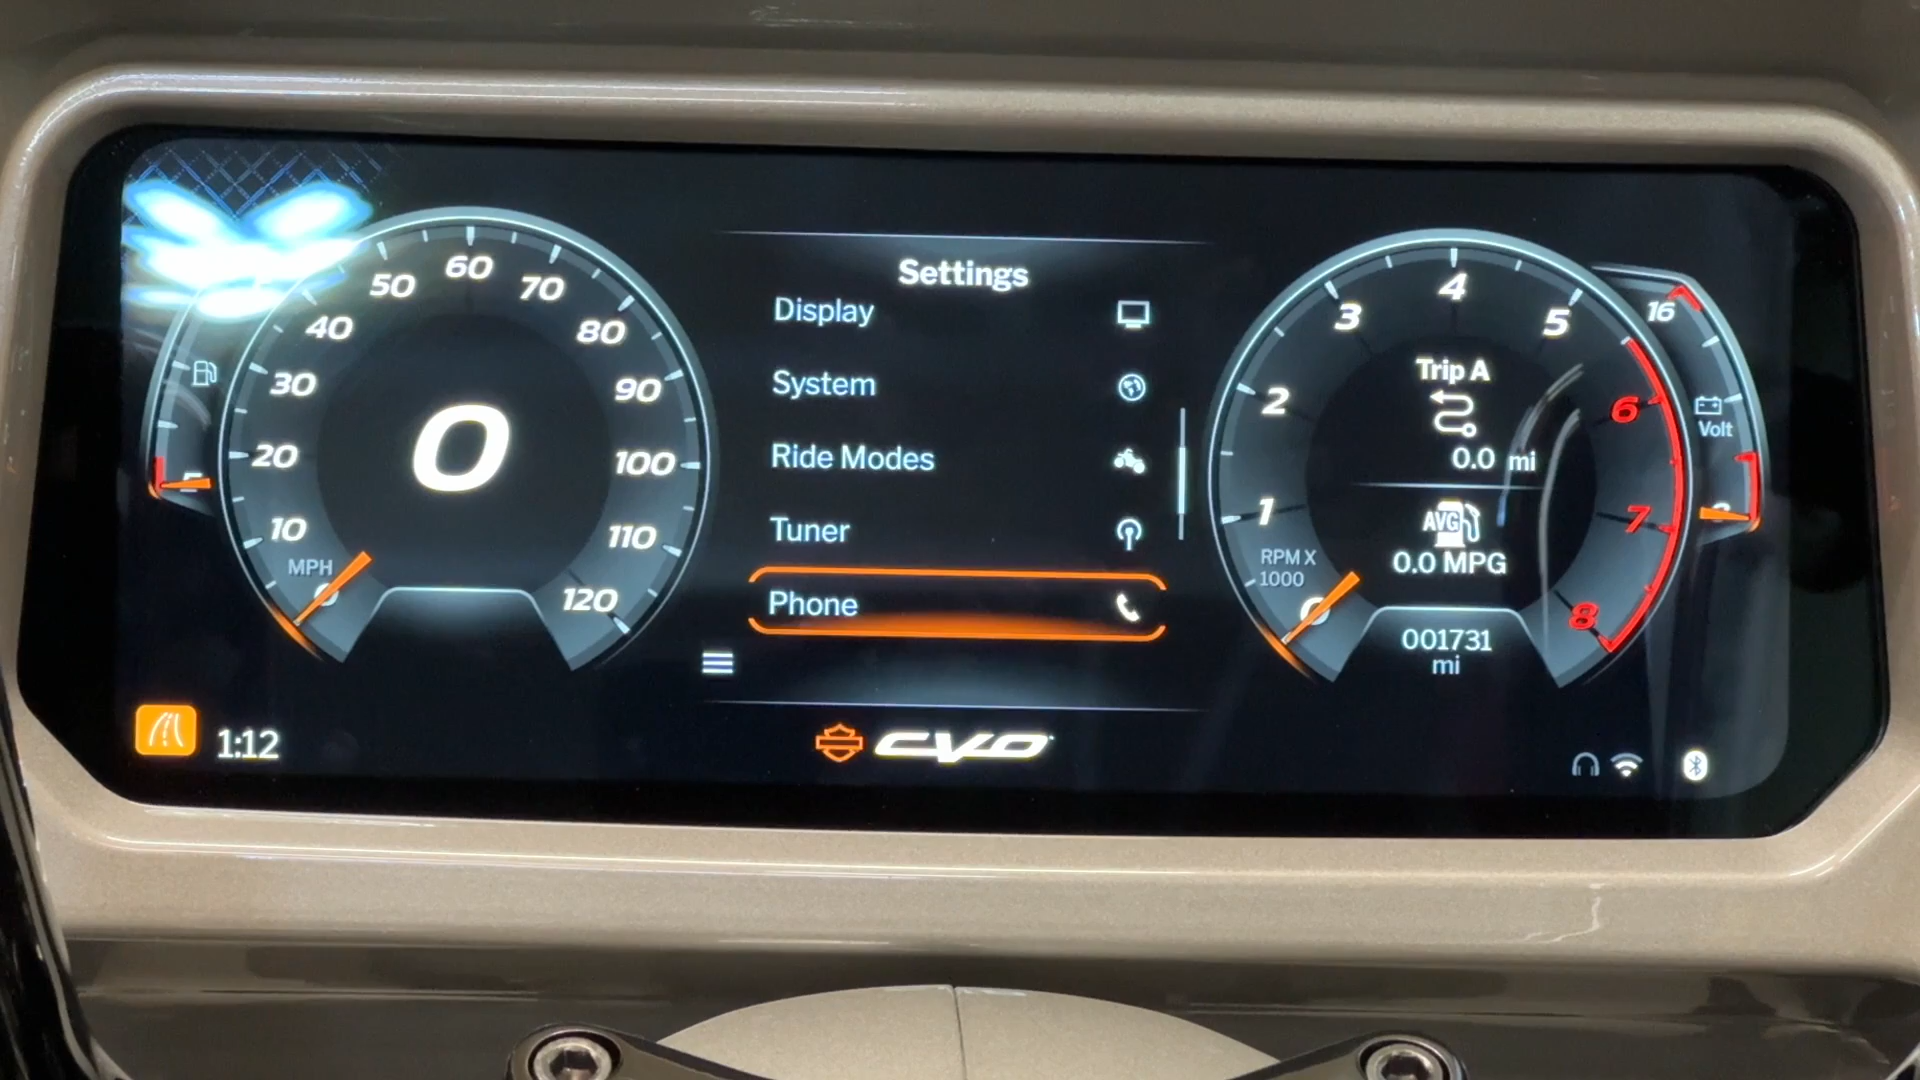 Settings
Display
System
Ride Modes
Tuner
Phone
0
10
20
30
40
50
60
70
80
90
100
110
120
MPH
0
E
0
1
2
3
4
5
6
7
8
RPM X
1000
Trip A
0.0 mi
AVG
0.0 MPG
001731
mi
16
Volt
1:12
CVO